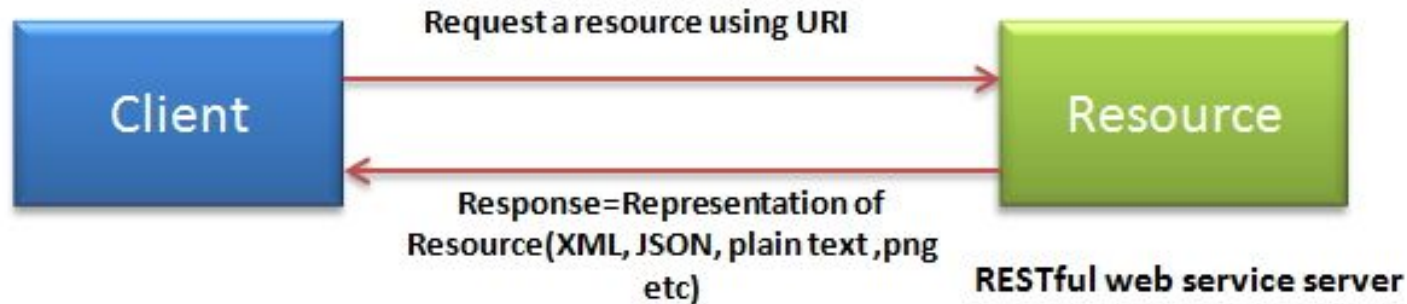 Request a resource using URI
Client
Resource
Response=Representation of
Resource(XML, JSON, plain text ,png
etc)
RESTful web service server